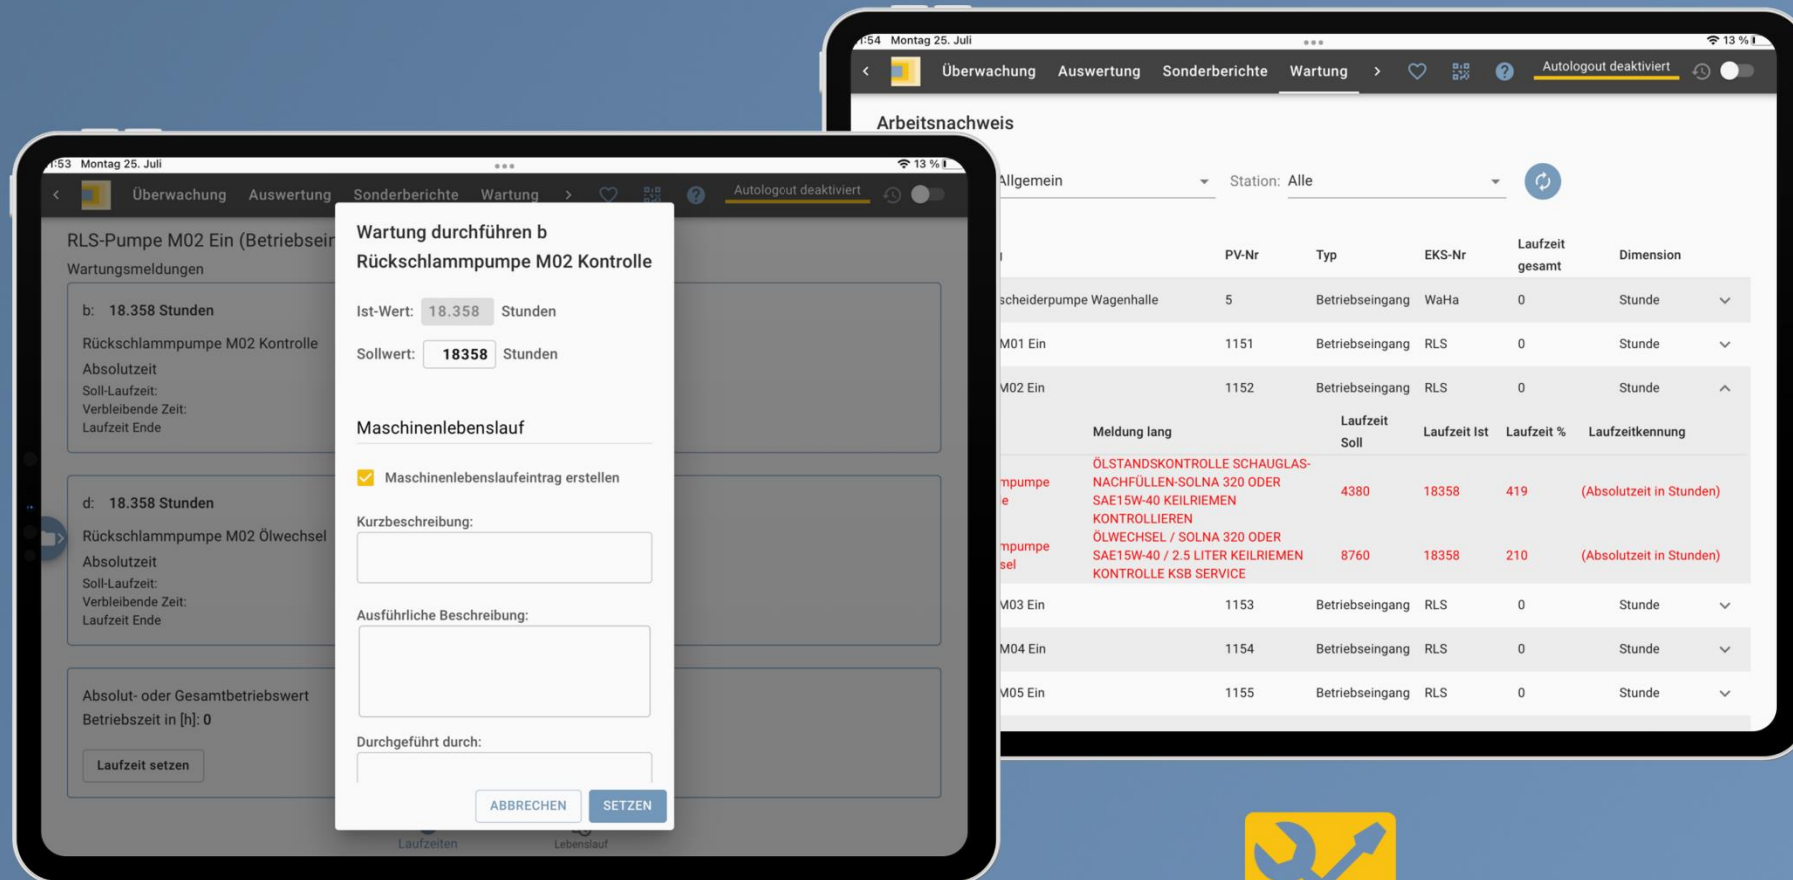 Montag 25. Juli
13 %
Überwachung Auswertung Sonderberichte Wartung Autologout deaktiviert
RLS-Pumpe M02 Ein
Wartungsmeldungen
b: 18.358 Stunden
Rückschlammpumpe M02 Kontrolle
Absolutzeit
Soll-Laufzeit:
Verbleibende Zeit:
Laufzeit Ende
d: 18.358 Stunden
Rückschlammpumpe M02 Ölwechsel
Absolutzeit
Soll-Laufzeit:
Verbleibende Zeit:
Laufzeit Ende
Absolut- oder Gesamtbetriebswert
Betriebszeit in [h]: 0
Laufzeit setzen
Wartung durchführen b
Rückschlammpumpe M02 Kontrolle
Ist-Wert: 18.358 Stunden
Sollwert: 18358 Stunden
Maschinenlebenslauf
Maschinenlebenslaufeintrag erstellen
Kurzbeschreibung:
Ausführliche Beschreibung:
Durchgeführt durch:
ABBRECHEN SETZEN
Laufzeiten Lebenslauf
Montag 25. Juli
13 %
Überwachung Auswertung Sonderberichte Wartung Autologout deaktiviert
Arbeitsnachweis
Allgemein Station: Alle
PV-Nr Typ EKS-Nr Laufzeit gesamt Dimension
Wagenhalle 5 Betriebseingang WaHa 0 Stunde
M01 Ein 1151 Betriebseingang RLS 0 Stunde
M02 Ein 1152 Betriebseingang RLS 0 Stunde
Meldung lang Laufzeit Soll Laufzeit Ist Laufzeit % Laufzeitkennung
ÖLSTANDSKONTROLLE SCHAUGLAS-
NACHFÜLLEN-SOLNA 320 ODER
SAE15W-40 KEILRIEMEN
KONTROLLIEREN
4380 18358 419 (Absolutzeit in Stunden)
ÖLWECHSEL / SOLNA 320 ODER
SAE15W-40 / 2.5 LITER KEILRIEMEN
KONTROLLE KSB SERVICE
8760 18358 210 (Absolutzeit in Stunden)
M03 Ein 1153 Betriebseingang RLS 0 Stunde
M04 Ein 1154 Betriebseingang RLS 0 Stunde
M05 Ein 1155 Betriebseingang RLS 0 Stunde